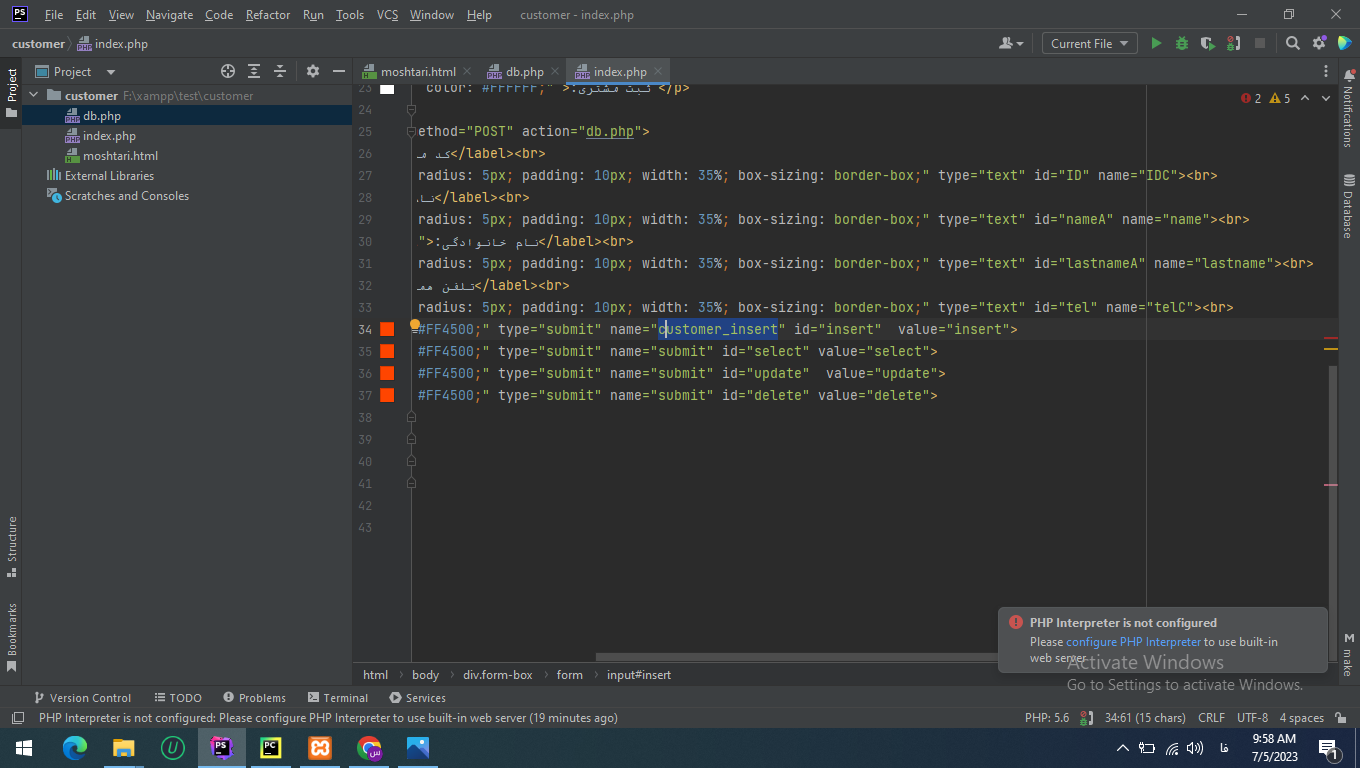 PS File Edit View Navigate Code Refactor Run Tools VCS Window Help customer - index.php
customer index.php Current File
Project moshtari.html db.php index.php
customer F:\xampp\test\customer
db.php
index.php
moshtari.html
External Libraries
Scratches and Consoles
Project
Structure
Bookmarks
Notifications
Database
make
2 5
23 color: #FFFFFF;" >ثبت مشتری:</p>
24
25 ethod="POST" action="db.php">
26 کد م</label><br>
27 radius: 5px; padding: 10px; width: 35%; box-sizing: border-box;" type="text" id="ID" name="IDC"><br>
28 نا</label><br>
29 radius: 5px; padding: 10px; width: 35%; box-sizing: border-box;" type="text" id="nameA" name="name"><br>
30 ">نام خانوادگی:</label><br>
31 radius: 5px; padding: 10px; width: 35%; box-sizing: border-box;" type="text" id="lastnameA" name="lastname"><br>
32 تلفن هم</label><br>
33 radius: 5px; padding: 10px; width: 35%; box-sizing: border-box;" type="text" id="tel" name="telC"><br>
34 #FF4500;" type="submit" name="customer_insert" id="insert"  value="insert">
35 #FF4500;" type="submit" name="submit" id="select" value="select">
36 #FF4500;" type="submit" name="submit" id="update"  value="update">
37 #FF4500;" type="submit" name="submit" id="delete" value="delete">
38
39
40
41
42
43
PHP Interpreter is not configured
Please configure PHP Interpreter to use built-in
web server
Activate Windows
Go to Settings to activate Windows.
html body div.form-box form input#insert
Version Control TODO Problems Terminal Services
PHP Interpreter is not configured: Please configure PHP Interpreter to use built-in web server (19 minutes ago) PHP: 5.6 34:61 (15 chars) CRLF UTF-8 4 spaces
PS PC فا 9:58 AM
7/5/2023
1